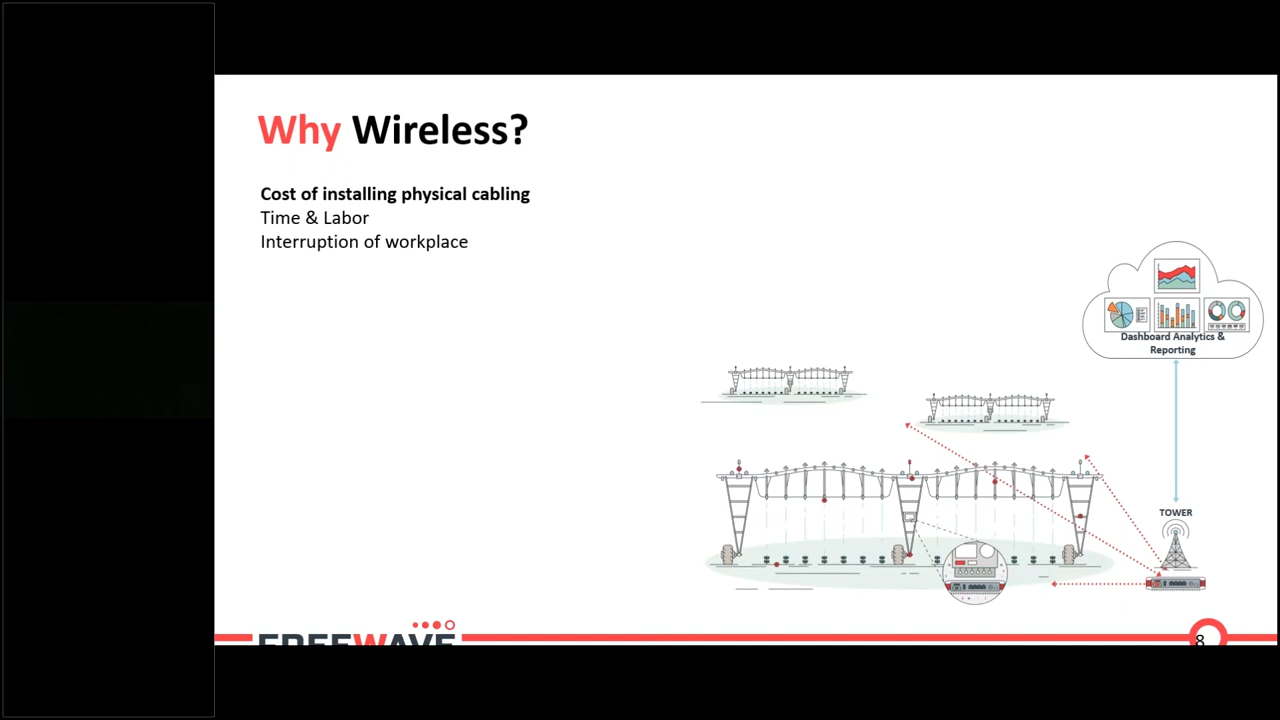 Why Wireless?
Cost of installing physical cabling
Time & Labor
Interruption of workplace
Dashboard Analytics &
Reporting
TOWER
FREEWAVE
8